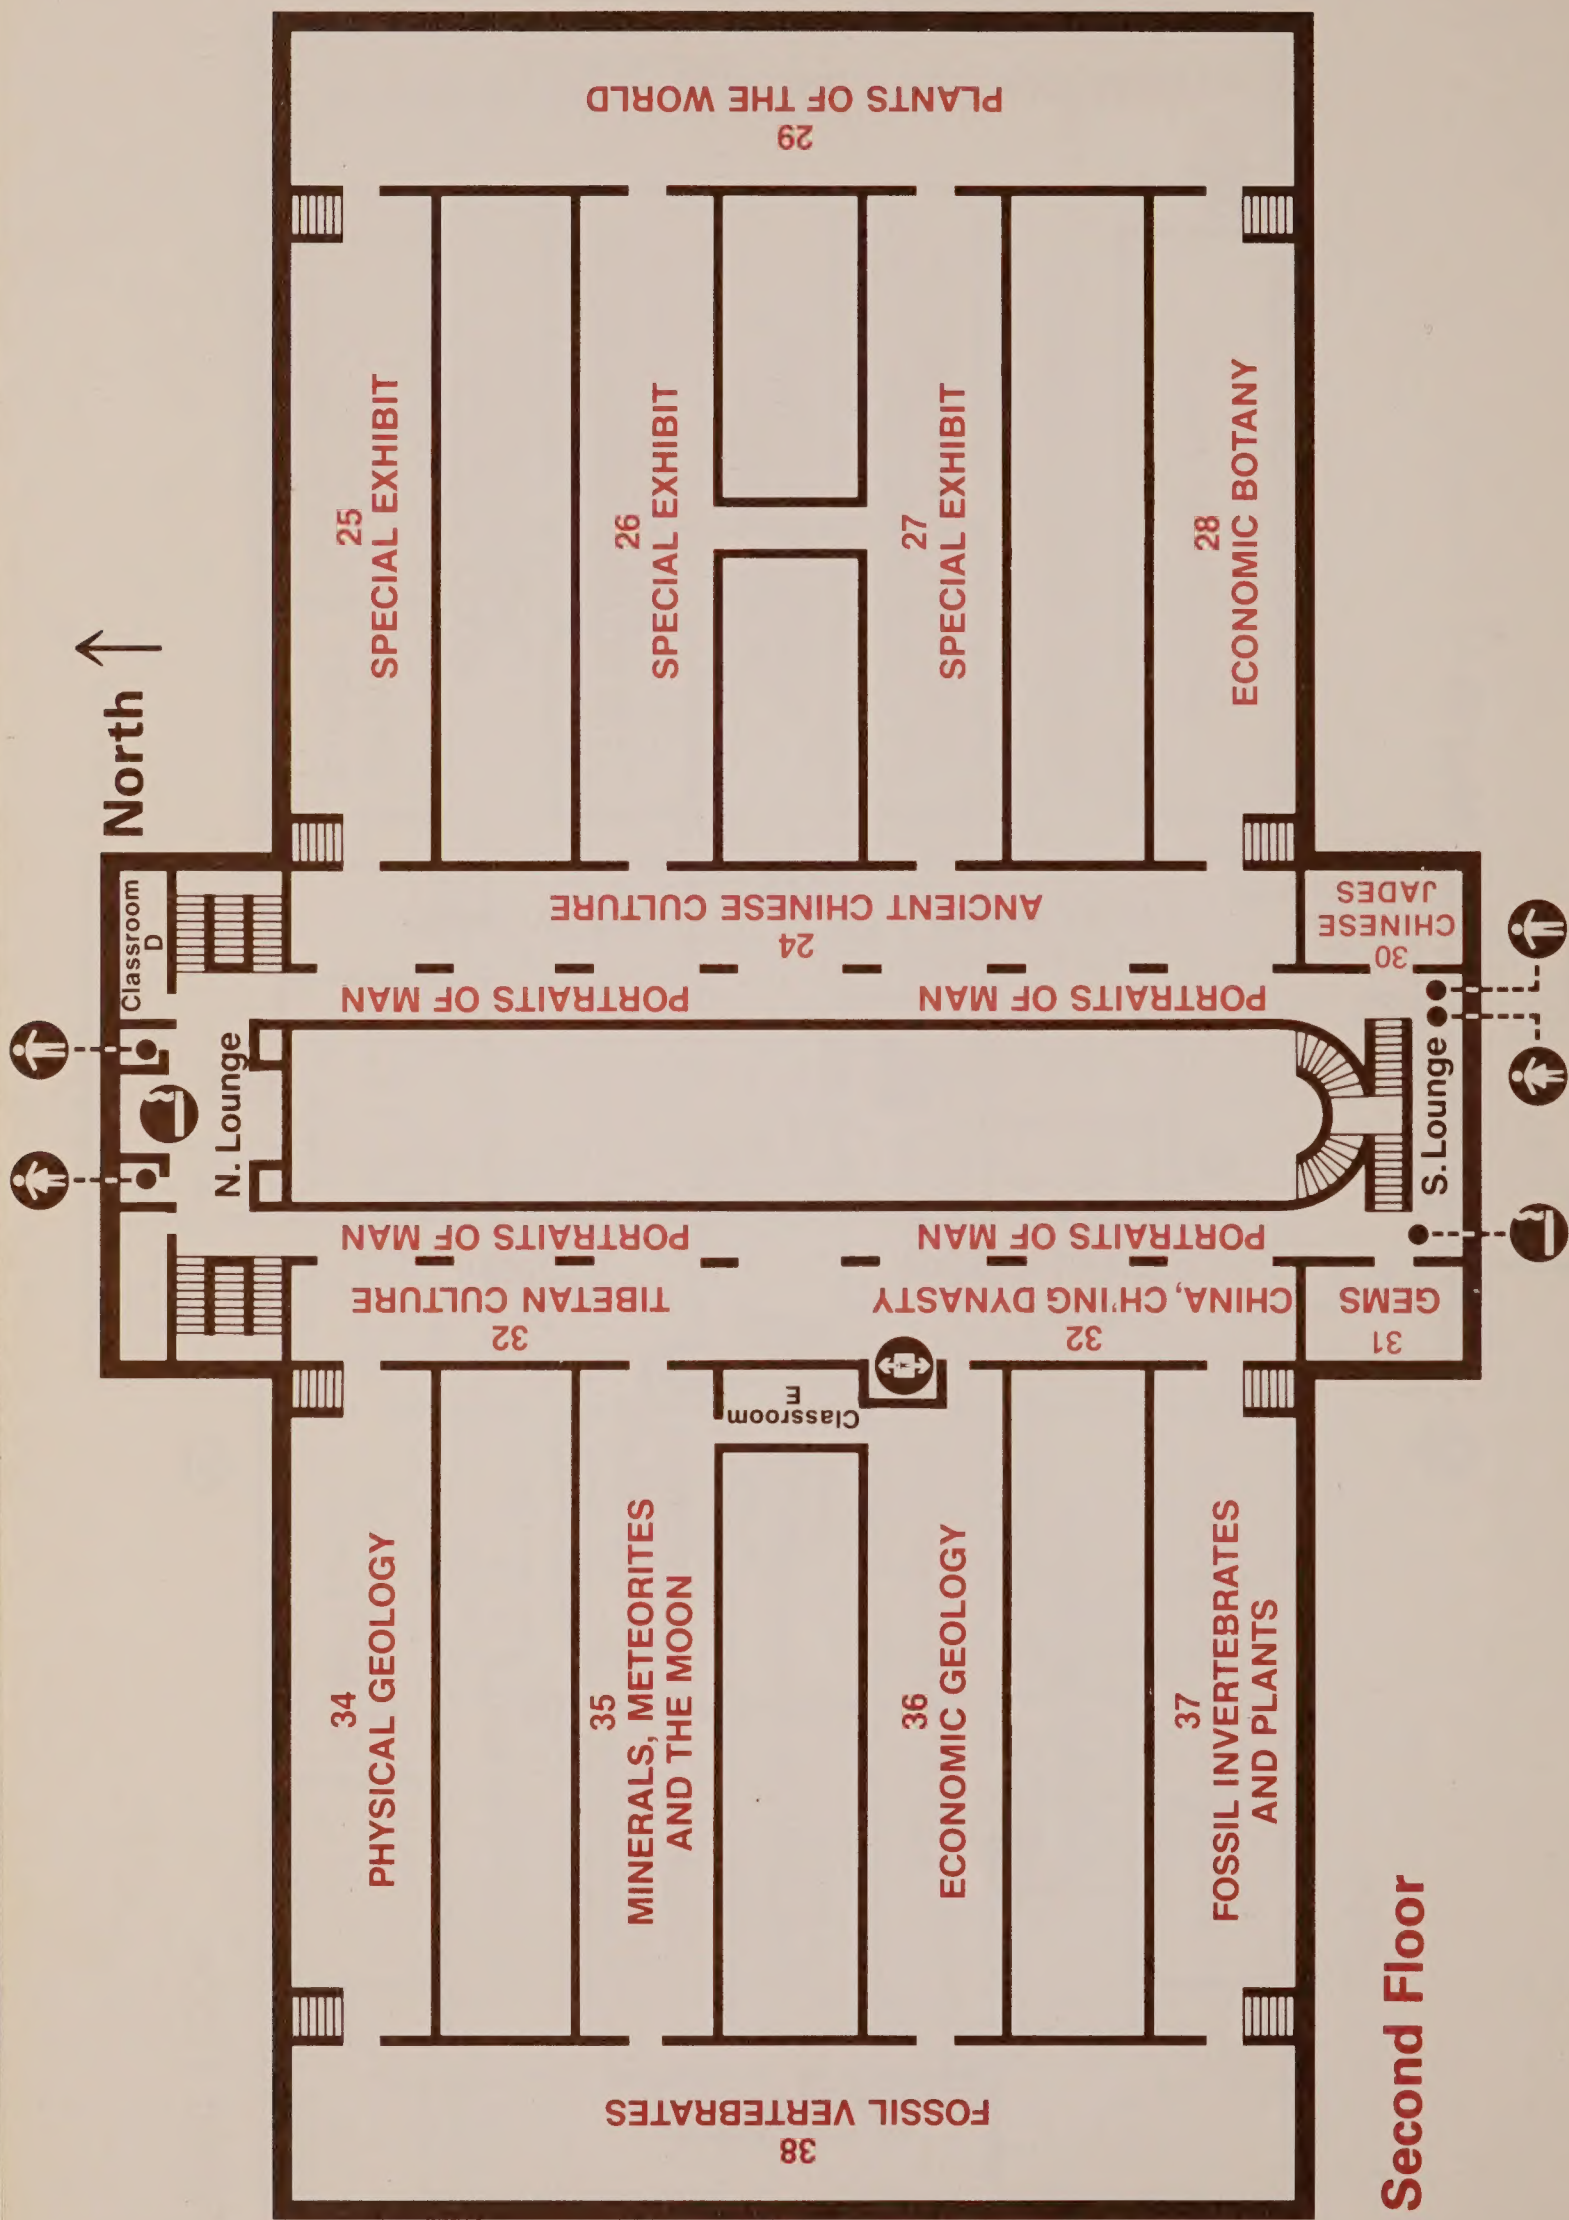 29
PLANTS OF THE WORLD
25
SPECIAL EXHIBIT
26
SPECIAL EXHIBIT
27
SPECIAL EXHIBIT
28
ECONOMIC BOTANY
North
Classroom
D
24
ANCIENT CHINESE CULTURE
30
CHINESE
JADES
PORTRAITS OF MAN
PORTRAITS OF MAN
N. Lounge
S. Lounge
PORTRAITS OF MAN
PORTRAITS OF MAN
32
TIBETAN CULTURE
32
CHINA, CH'ING DYNASTY
31
GEMS
Classroom
E
34
PHYSICAL GEOLOGY
35
MINERALS, METEORITES
AND THE MOON
36
ECONOMIC GEOLOGY
37
FOSSIL INVERTEBRATES
AND PLANTS
38
FOSSIL VERTEBRATES
Second Floor